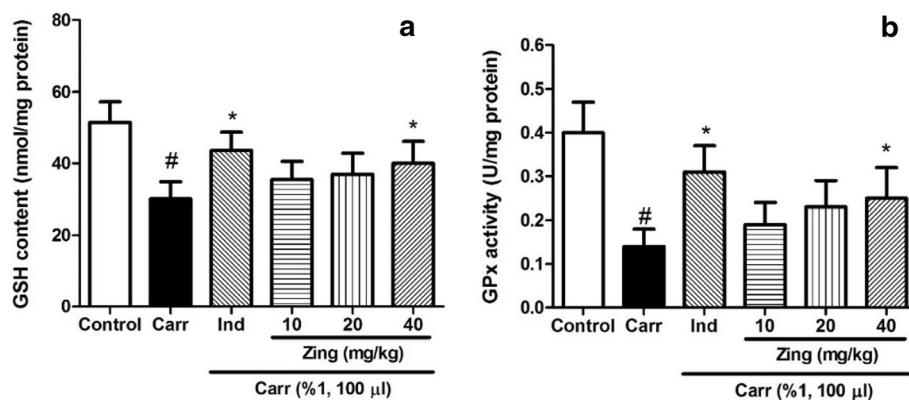 a
GSH content (nmol/mg protein)
80
60
40
20
0
#
*
*
Control Carr Ind 10 20 40
Zing (mg/kg)
Carr (%1, 100 µl)
b
GPx activity (U/mg protein)
0.6
0.5
0.4
0.3
0.2
0.1
0.0
#
*
*
Control Carr Ind 10 20 40
Zing (mg/kg)
Carr (%1, 100 µl)